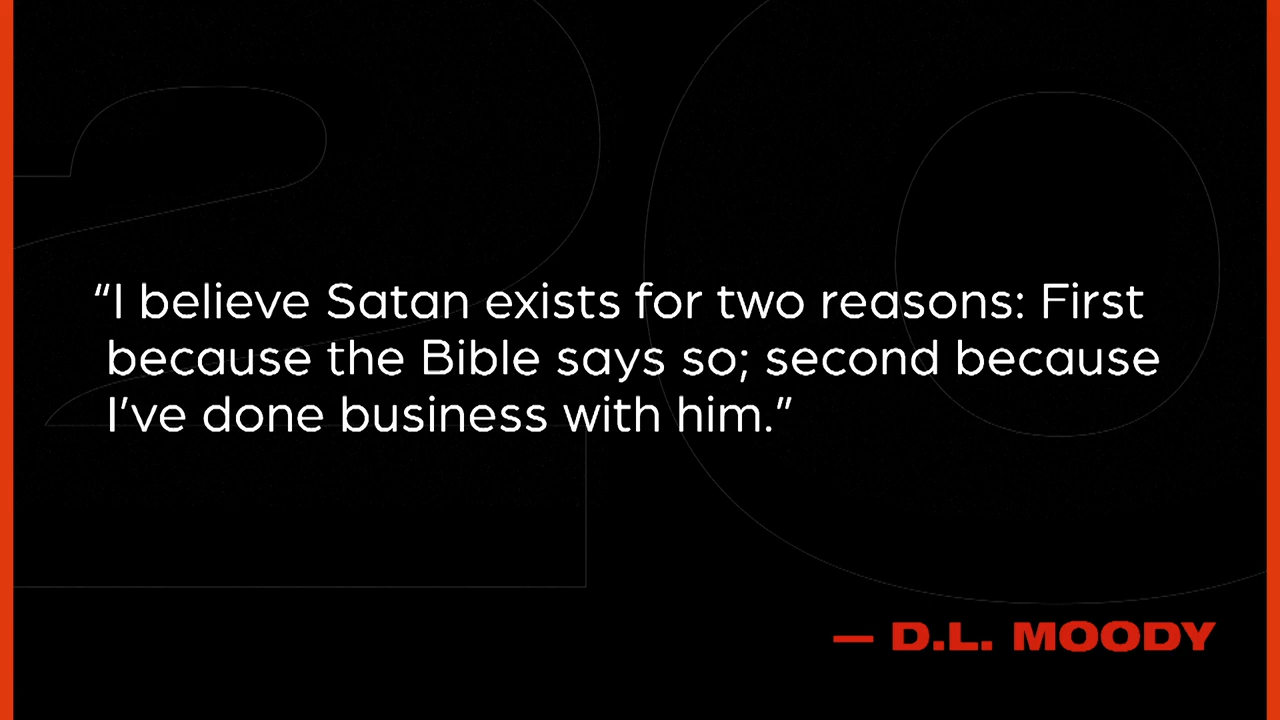 “I believe Satan exists for two reasons: First
because the Bible says so; second because
I’ve done business with him.”
— D.L. MOODY
20